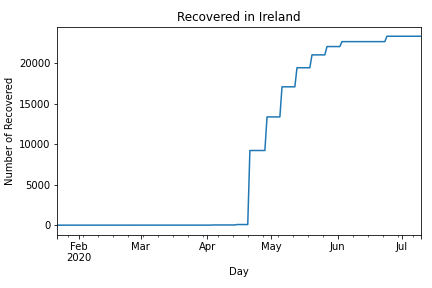 Recovered in Ireland
Number of Recovered
20000
15000
10000
5000
0
Feb Mar Apr May Jun Jul
2020
Day